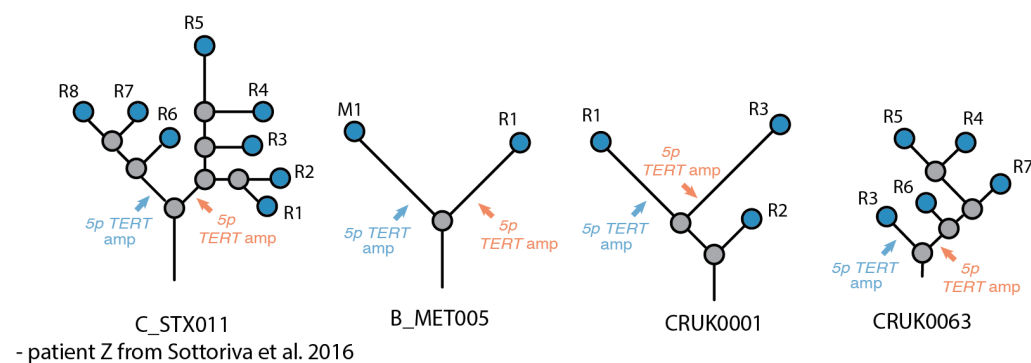 R5
R8
R7
R6
R4
R3
R2
R1
5p TERT
amp
5p
TERT amp
C_STX011
- patient Z from Sottoriva et al. 2016
M1
R1
5p TERT
amp
5p
TERT amp
B_MET005
R1
R3
5p
TERT amp
R2
5p TERT
amp
CRUK0001
R5
R4
R7
R6
R3
5p TERT
amp
5p
TERT amp
CRUK0063